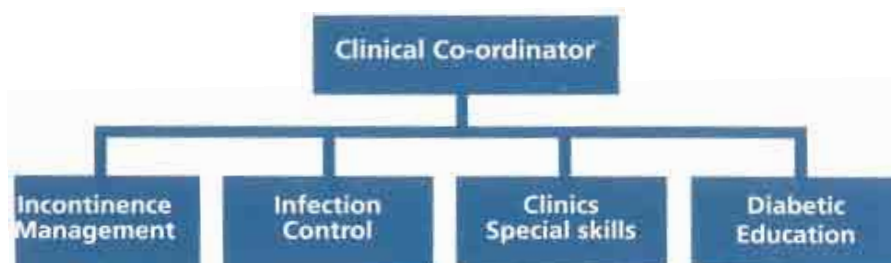 Clinical Co-ordinator
Incontinence
Management
Infection
Control
Clinics
Special skills
Diabetic
Education